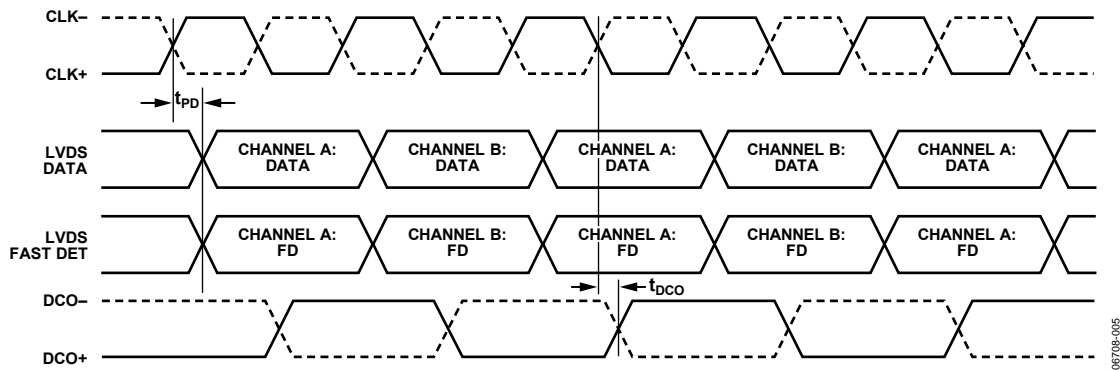 CLK–
CLK+
tPD
LVDS
DATA
CHANNEL A:
DATA
CHANNEL B:
DATA
CHANNEL A:
DATA
CHANNEL B:
DATA
CHANNEL A:
DATA
LVDS
FAST DET
CHANNEL A:
FD
CHANNEL B:
FD
CHANNEL A:
FD
CHANNEL B:
FD
CHANNEL A:
FD
DCO–
tDCO
DCO+
06708-005